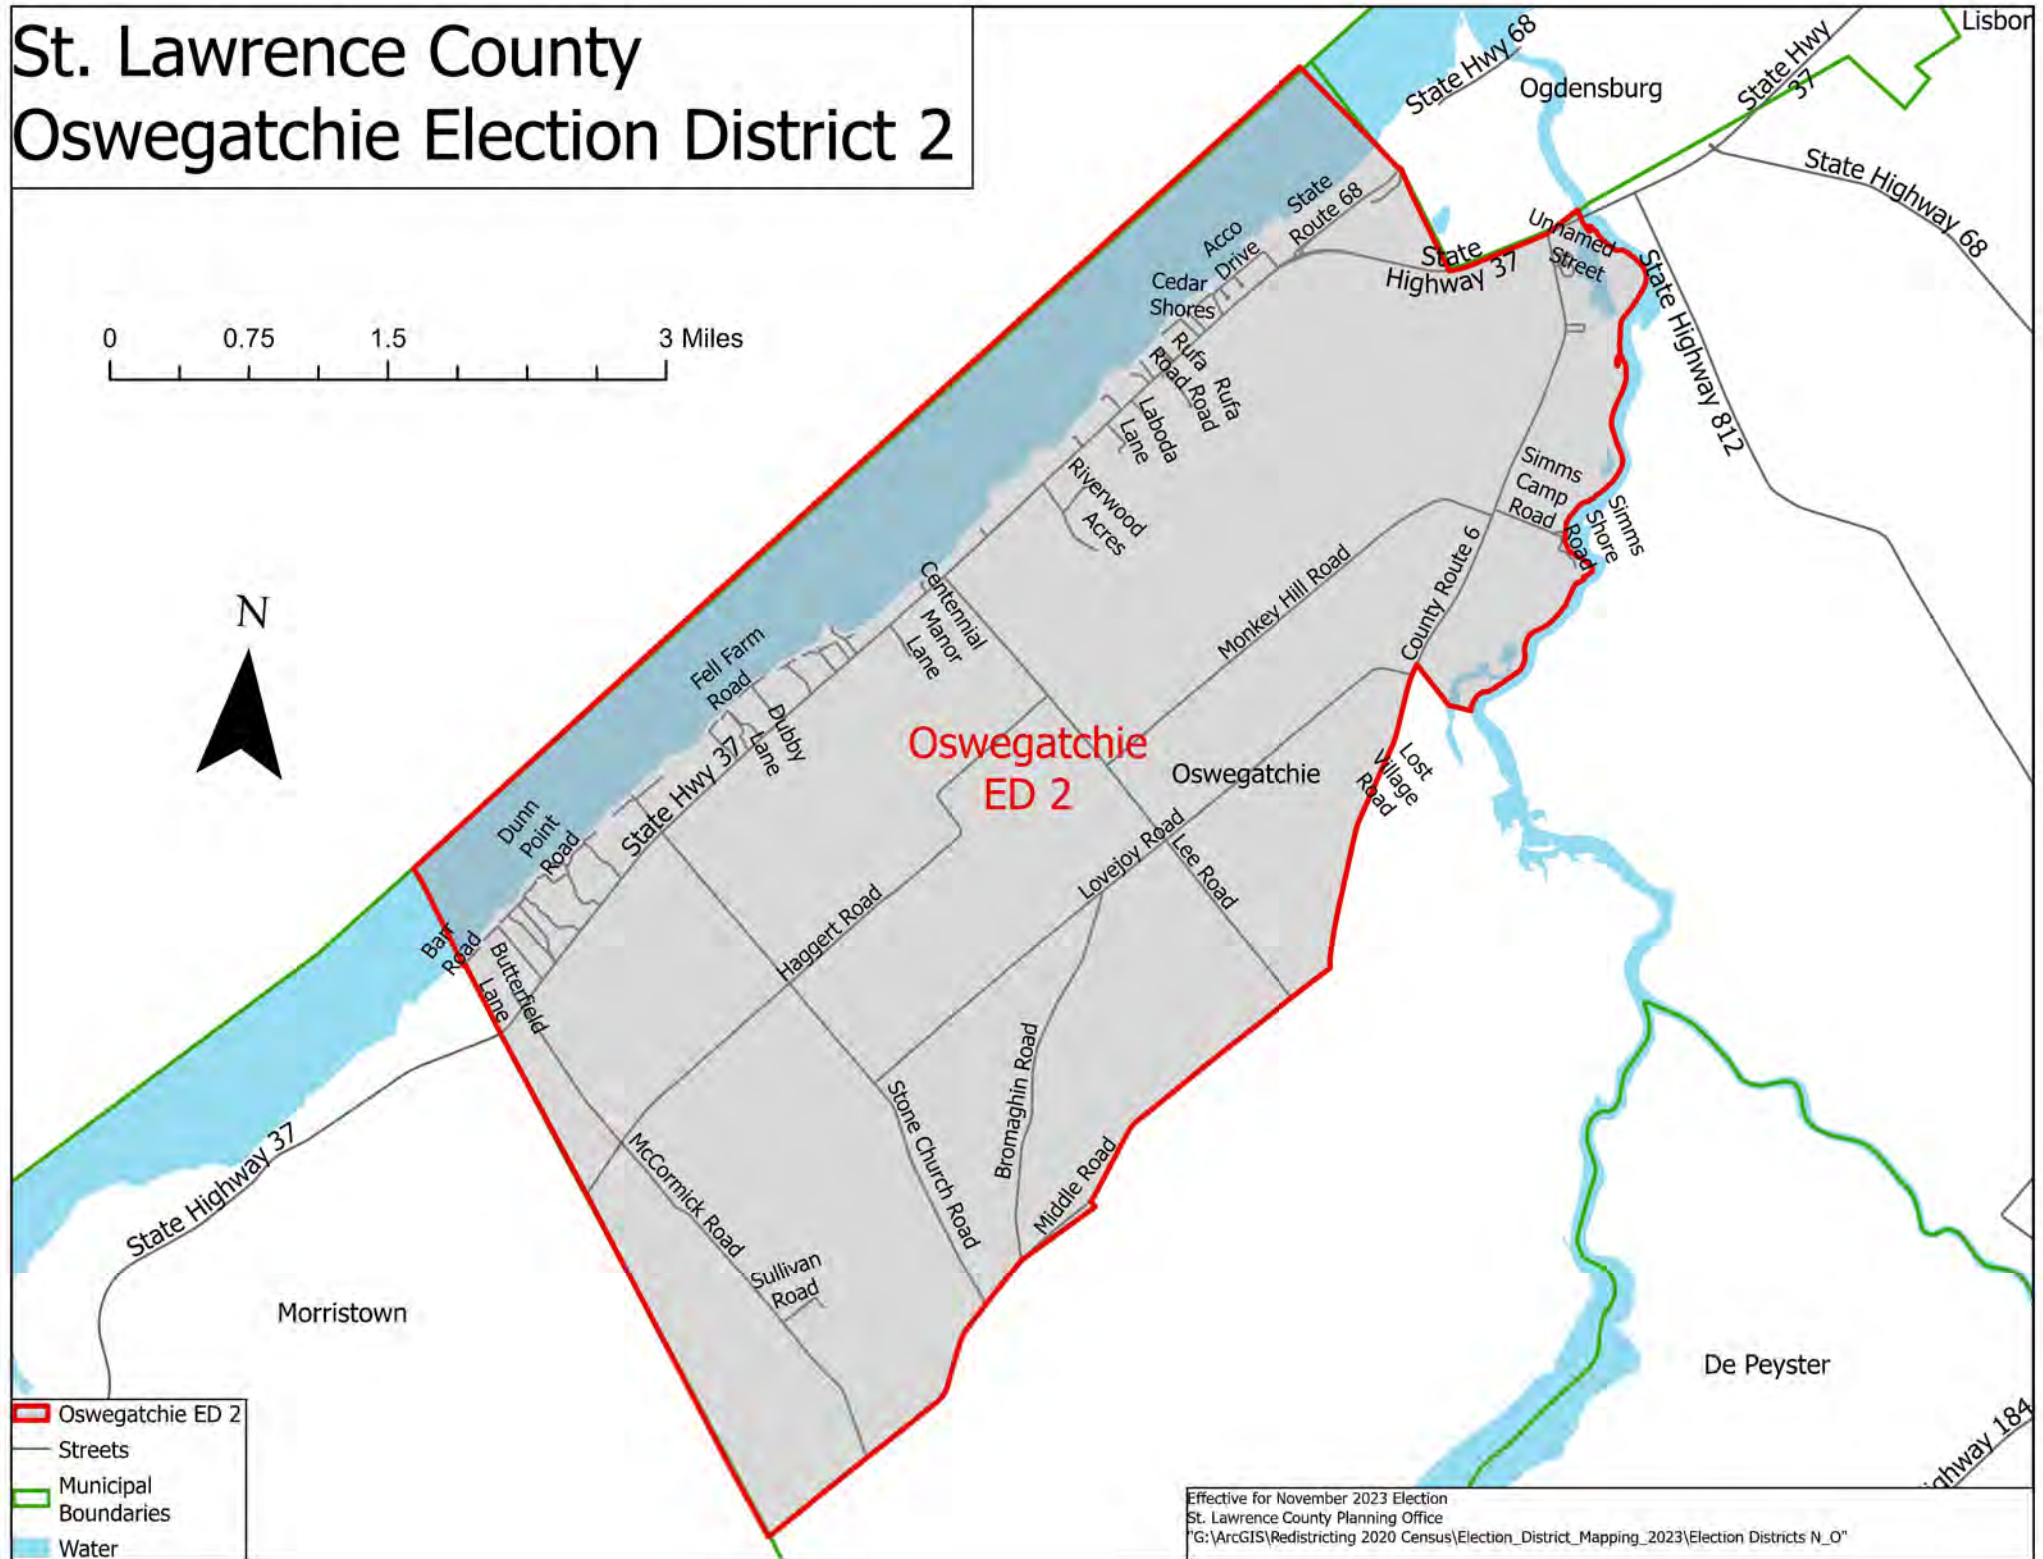 St. Lawrence County
Oswegatchie Election District 2
Lisbon
State Hwy 68
Ogdensburg
State Hwy
37
State Highway 68
State
Route 68
Acco
Drive
Unnamed
Street
State
Highway 37
Cedar
Shores
State Highway 812
0 0.75 1.5 3 Miles
Rufa
Road
Rufa
Road
Laboda
Lane
Riverwood
Acres
Simms
Camp
Road
Simms
Shore
Road
N
Centennial
Manor
Lane
Monkey Hill Road
County Route 6
Fell Farm
Road
Dubby
Lane
State Hwy 37
Oswegatchie
ED 2
Oswegatchie
Lost
Village
Road
Dunn
Point
Road
Lovejoy Road
Lee Road
Haggert Road
Barr
Road
Butterfield
Lane
Bromaghin Road
Stone Church Road
McCormick Road
Middle Road
State Highway 37
Sullivan
Road
Morristown
De Peyster
ighway 184
Oswegatchie ED 2
Streets
Municipal
Boundaries
Water
Effective for November 2023 Election
St. Lawrence County Planning Office
"G:\ArcGIS\Redistricting 2020 Census\Election_District_Mapping_2023\Election Districts N_O"